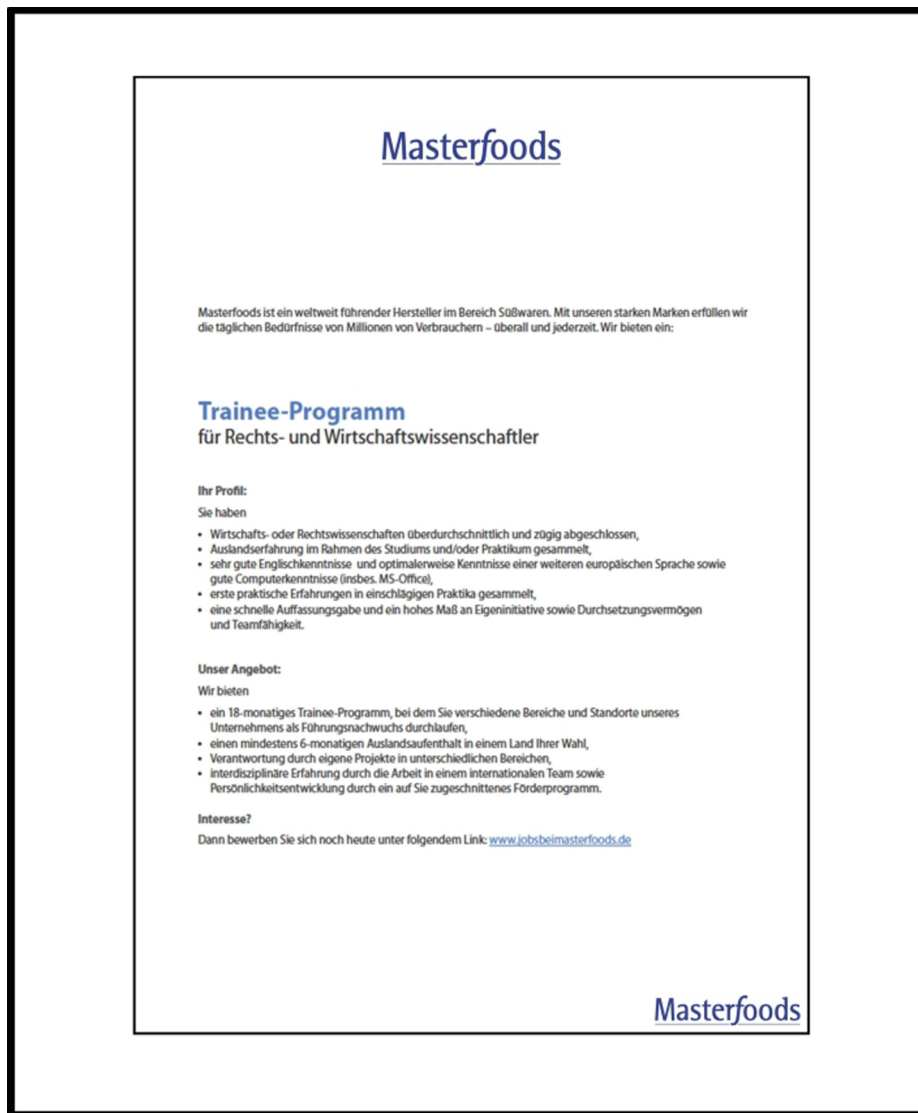 Masterfoods
Masterfoods ist ein weltweit führender Hersteller im Bereich Süßwaren. Mit unseren starken Marken erfüllen wir
die täglichen Bedürfnisse von Millionen von Verbrauchern – überall und jederzeit. Wir bieten ein:
Trainee-Programm
für Rechts- und Wirtschaftswissenschaftler
Ihr Profil:
Sie haben
• Wirtschafts- oder Rechtswissenschaften überdurchschnittlich und zügig abgeschlossen,
• Auslandserfahrung im Rahmen des Studiums und/oder Praktikum gesammelt,
• sehr gute Englischkenntnisse und optimalerweise Kenntnisse einer weiteren europäischen Sprache sowie
gute Computerkenntnisse (insbes. MS-Office),
• erste praktische Erfahrungen in einschlägigen Praktika gesammelt,
• eine schnelle Auffassungsgabe und ein hohes Maß an Eigeninitiative sowie Durchsetzungsvermögen
und Teamfähigkeit.
Unser Angebot:
Wir bieten
• ein 18-monatiges Trainee-Programm, bei dem Sie verschiedene Bereiche und Standorte unseres
Unternehmens als Führungsnachwuchs durchlaufen,
• einen mindestens 6-monatigen Auslandsaufenthalt in einem Land Ihrer Wahl,
• Verantwortung durch eigene Projekte in unterschiedlichen Bereichen,
• interdisziplinäre Erfahrung durch die Arbeit in einem internationalen Team sowie
Persönlichkeitsentwicklung durch ein auf Sie zugeschnittenes Förderprogramm.
Interesse?
Dann bewerben Sie sich noch heute unter folgendem Link: www.jobsbeimasterfoods.de
Masterfoods